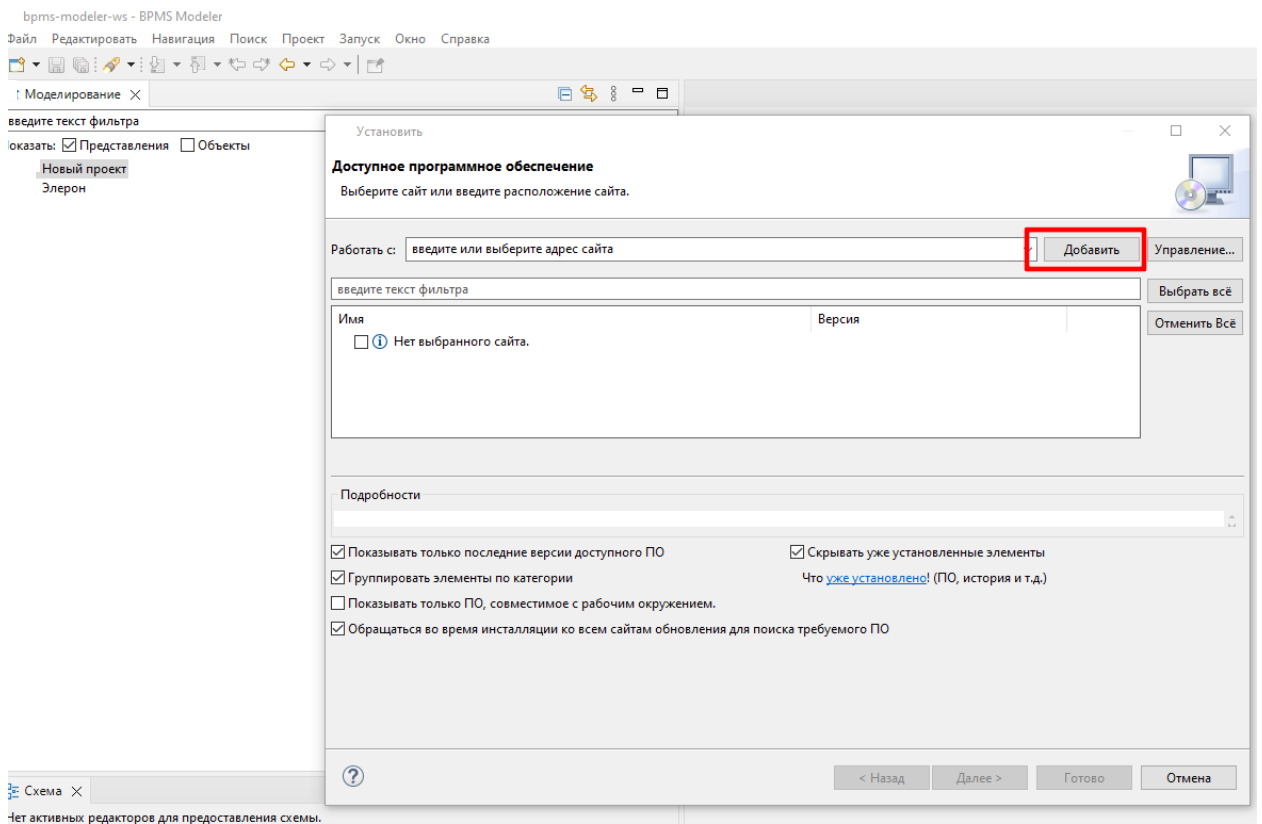 bpms-modeler-ws - BPMS Modeler
Файл Редактировать Навигация Поиск Проект Запуск Окно Справка
Моделирование
введите текст фильтра
оказать: Представления Объекты
Новый проект
Элерон
Установить
Доступное программное обеспечение
Выберите сайт или введите расположение сайта.
Работать с: введите или выберите адрес сайта Добавить Управление...
введите текст фильтра Выбрать всё
Имя Версия Отменить Всё
Нет выбранного сайта.
Подробности
Показывать только последние версии доступного ПО Скрывать уже установленные элементы
Группировать элементы по категории Что уже установлено! (ПО, история и т.д.)
Показывать только ПО, совместимое с рабочим окружением.
Обращаться во время инсталляции ко всем сайтам обновления для поиска требуемого ПО
< Назад Далее > Готово Отмена
Схема
Нет активных редакторов для предоставления схемы.